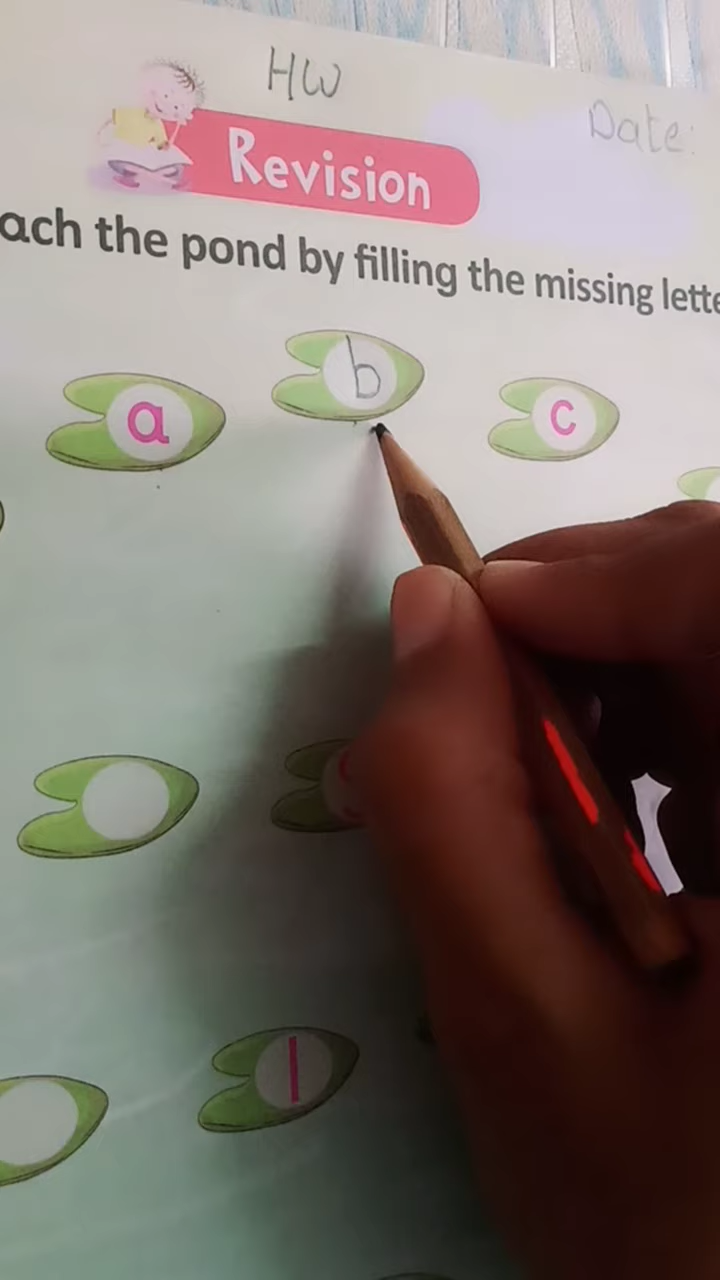 HW
Date:
Revision
ach the pond by filling the missing lette
a b c
l